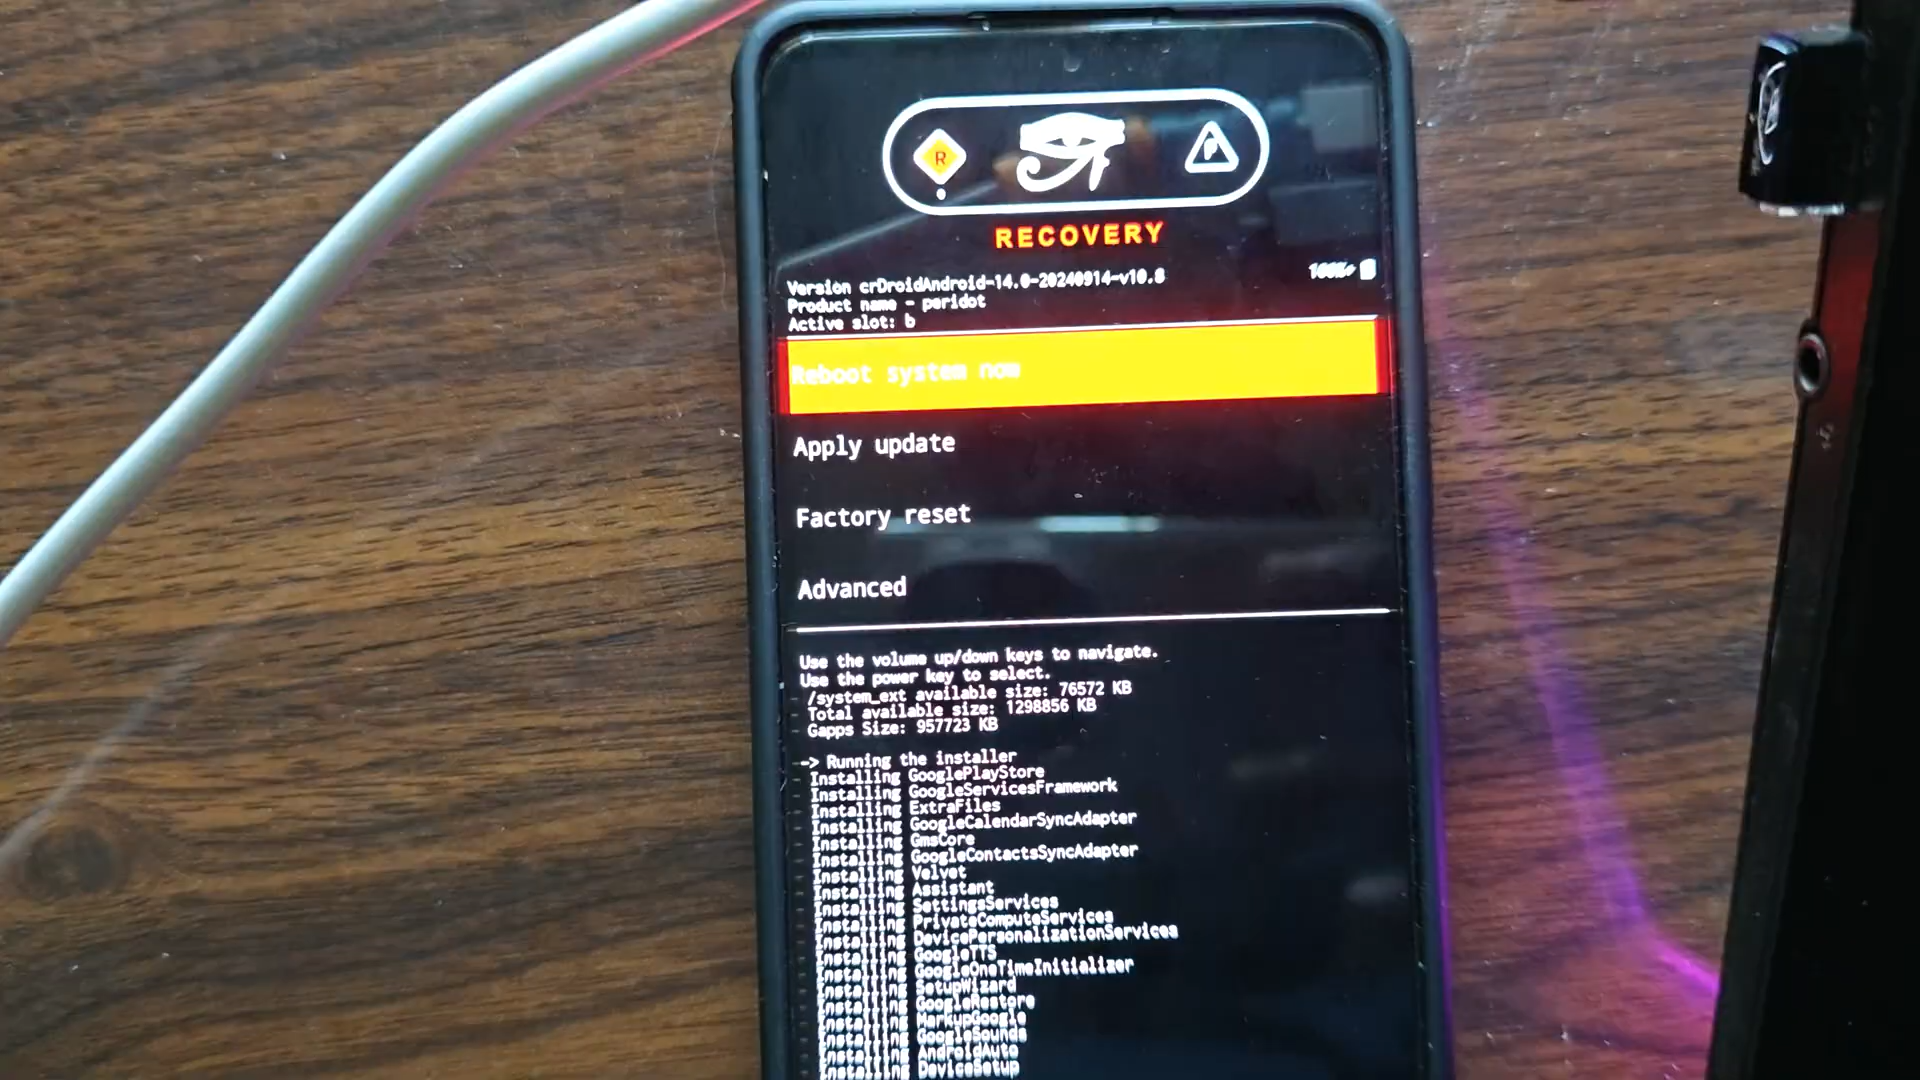 R
RECOVERY
Version crDroidAndroid-14.0-20240914-v10.8
100%+
Product name - peridot
Active slot: b
Reboot system now
Apply update
Factory reset
Advanced
Use the volume up/down keys to navigate.
Use the power key to select.
/system_ext available size: 76572 KB
- Total available size: 1298856 KB
- Gapps Size: 957723 KB
--> Running the installer
- Installing GooglePlayStore
- Installing GoogleServicesFramework
- Installing ExtraFiles
- Installing GoogleCalendarSyncAdapter
- Installing GmsCore
- Installing GoogleContactsSyncAdapter
- Installing Velvet
- Installing Assistant
- Installing SettingsServices
- Installing PrivateComputeServices
- Installing DevicePersonalizationServices
- Installing GoogleTTS
- Installing GoogleOneTimeInitializer
- Installing SetupWizard
- Installing GoogleRestore
- Installing MarkupGoogle
- Installing GoogleSounds
- Installing AndroidAuto
- Installing DeviceSetup